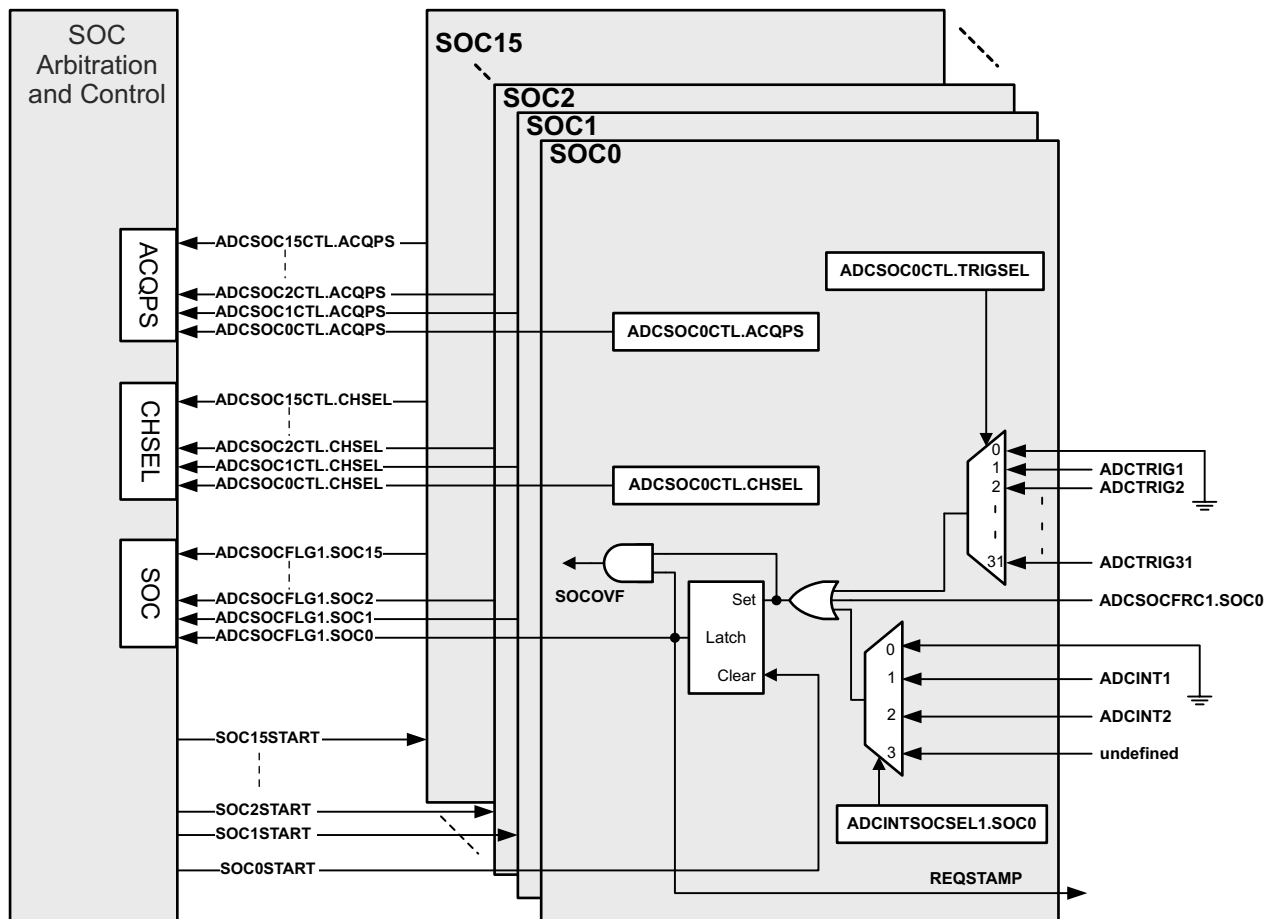 SOC
Arbitration
and Control
SOC15
SOC2
SOC1
SOC0
ACQPS
ADCSOC15CTL.ACQPS
ADCSOC2CTL.ACQPS
ADCSOC1CTL.ACQPS
ADCSOC0CTL.ACQPS
ADCSOC0CTL.ACQPS
ADCSOC0CTL.TRIGSEL
CHSEL
ADCSOC15CTL.CHSEL
ADCSOC2CTL.CHSEL
ADCSOC1CTL.CHSEL
ADCSOC0CTL.CHSEL
ADCSOC0CTL.CHSEL
0
1
2
31
ADCTRIG1
ADCTRIG2
ADCTRIG31
SOC
ADCSOCFLG1.SOC15
ADCSOCFLG1.SOC2
ADCSOCFLG1.SOC1
ADCSOCFLG1.SOC0
SOCOVF
Set
Latch
Clear
ADCSOCFRC1.SOC0
0
1
2
3
ADCINT1
ADCINT2
undefined
ADCINTSOCSEL1.SOC0
SOC15START
SOC2START
SOC1START
SOC0START
REQSTAMP